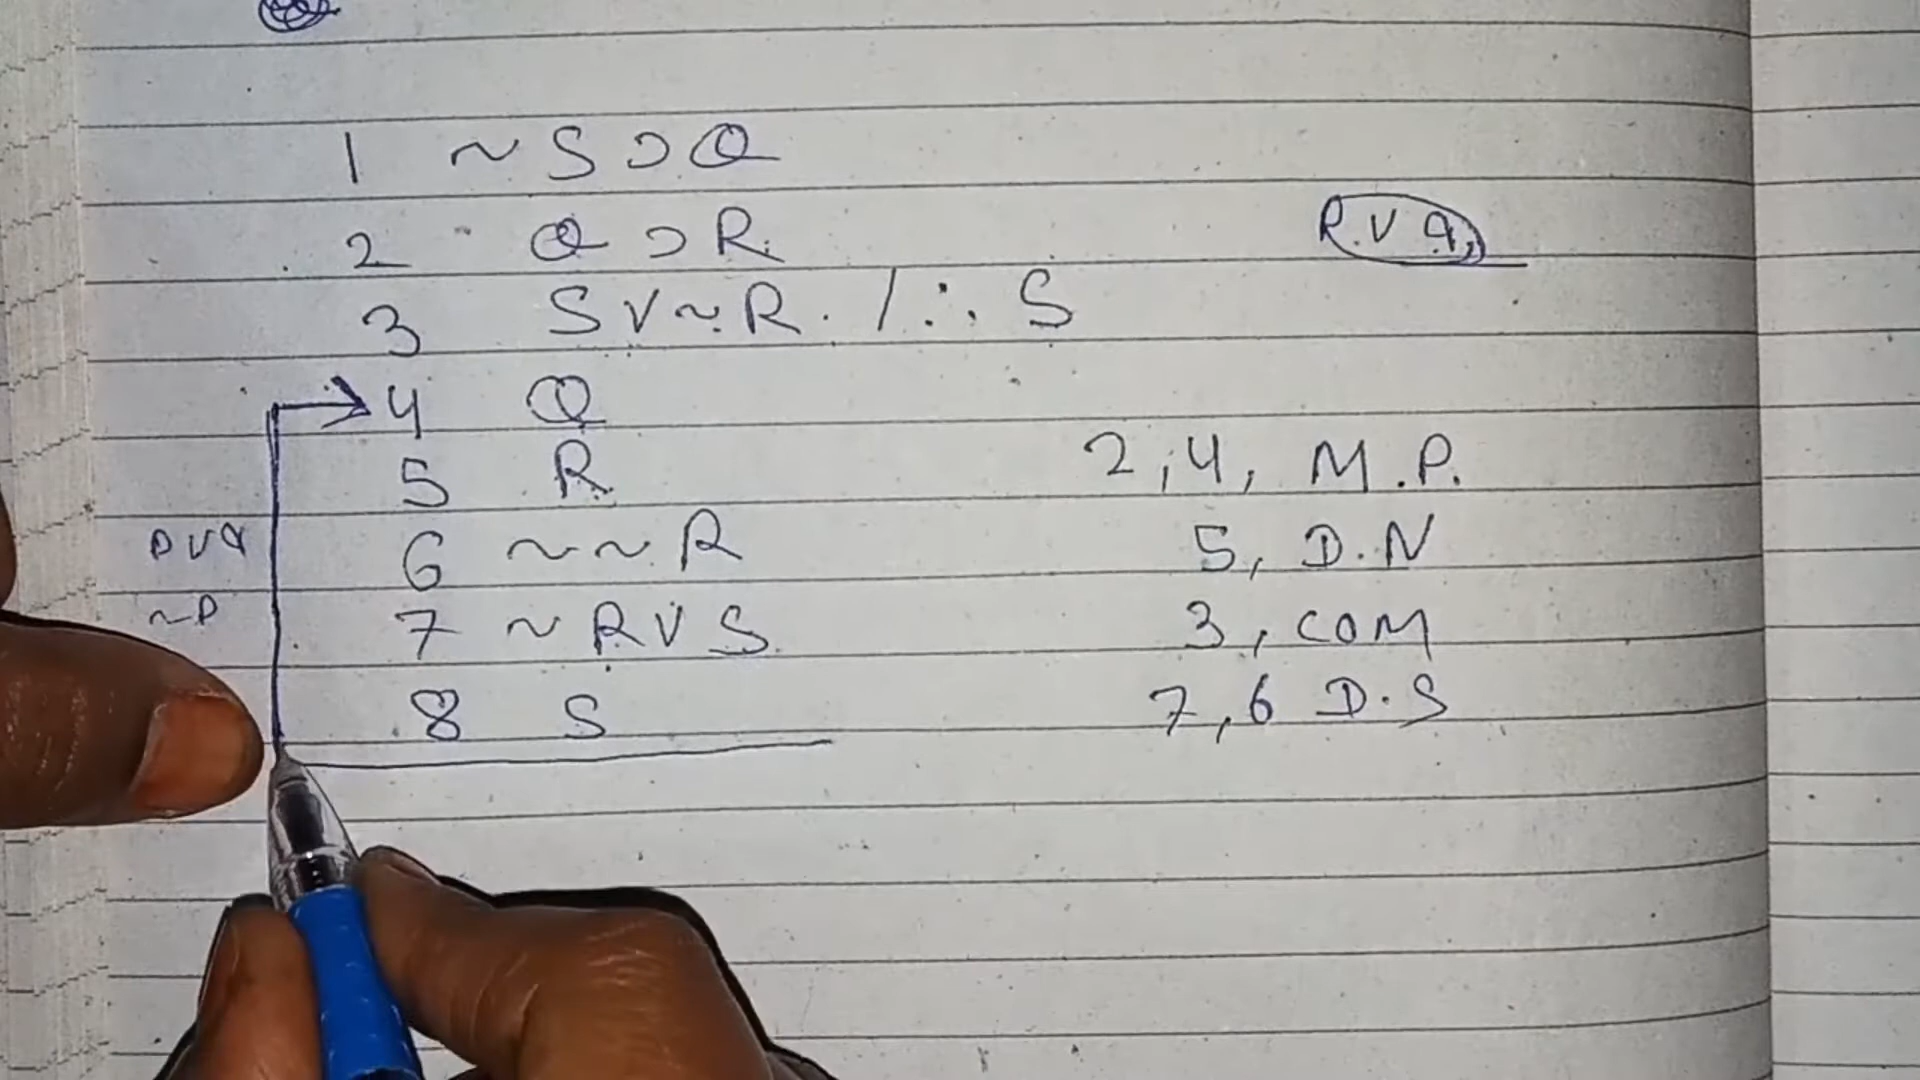 1 ~ S ⊃ Q
2 Q ⊃ R
R V Q
3 S V ~ R . / ∴ S
4 Q
5 R 2, 4, M.P.
6 ~ ~ R 5, D.N
7 ~ R V S 3, COM
8 S 7, 6 D.S
P V Q
~P